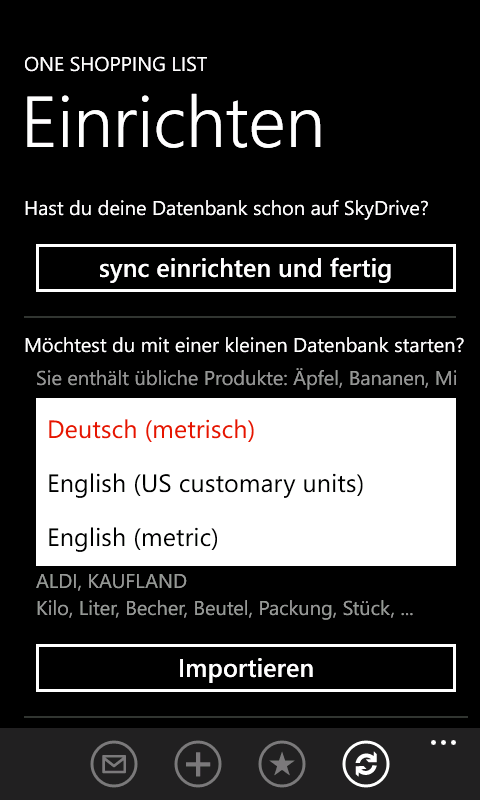 ONE SHOPPING LIST
Einrichten
Hast du deine Datenbank schon auf SkyDrive?
sync einrichten und fertig
Möchtest du mit einer kleinen Datenbank starten?
Sie enthält übliche Produkte: Äpfel, Bananen, Mi
Deutsch (metrisch)
English (US customary units)
English (metric)
ALDI, KAUFLAND
Kilo, Liter, Becher, Beutel, Packung, Stück, ...
Importieren